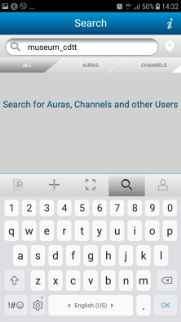 50% 14:32
Search
museum_cdtt
ALL AURAS CHANNELS
Search for Auras, Channels and other Users
1 2 3 4 5 6 7 8 9 0
q w e r t y u i o p
a s d f g h j k l
z x c v b n m
!#☺ English (US) . OK